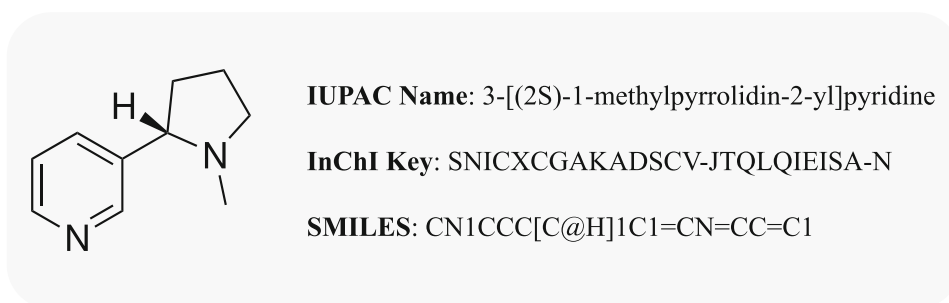 H
N
N
IUPAC Name: 3-[(2S)-1-methylpyrrolidin-2-yl]pyridine
InChI Key: SNICXCGAKADSCV-JTQLQIEISA-N
SMILES: CN1CCC[C@H]1C1=CN=CC=C1